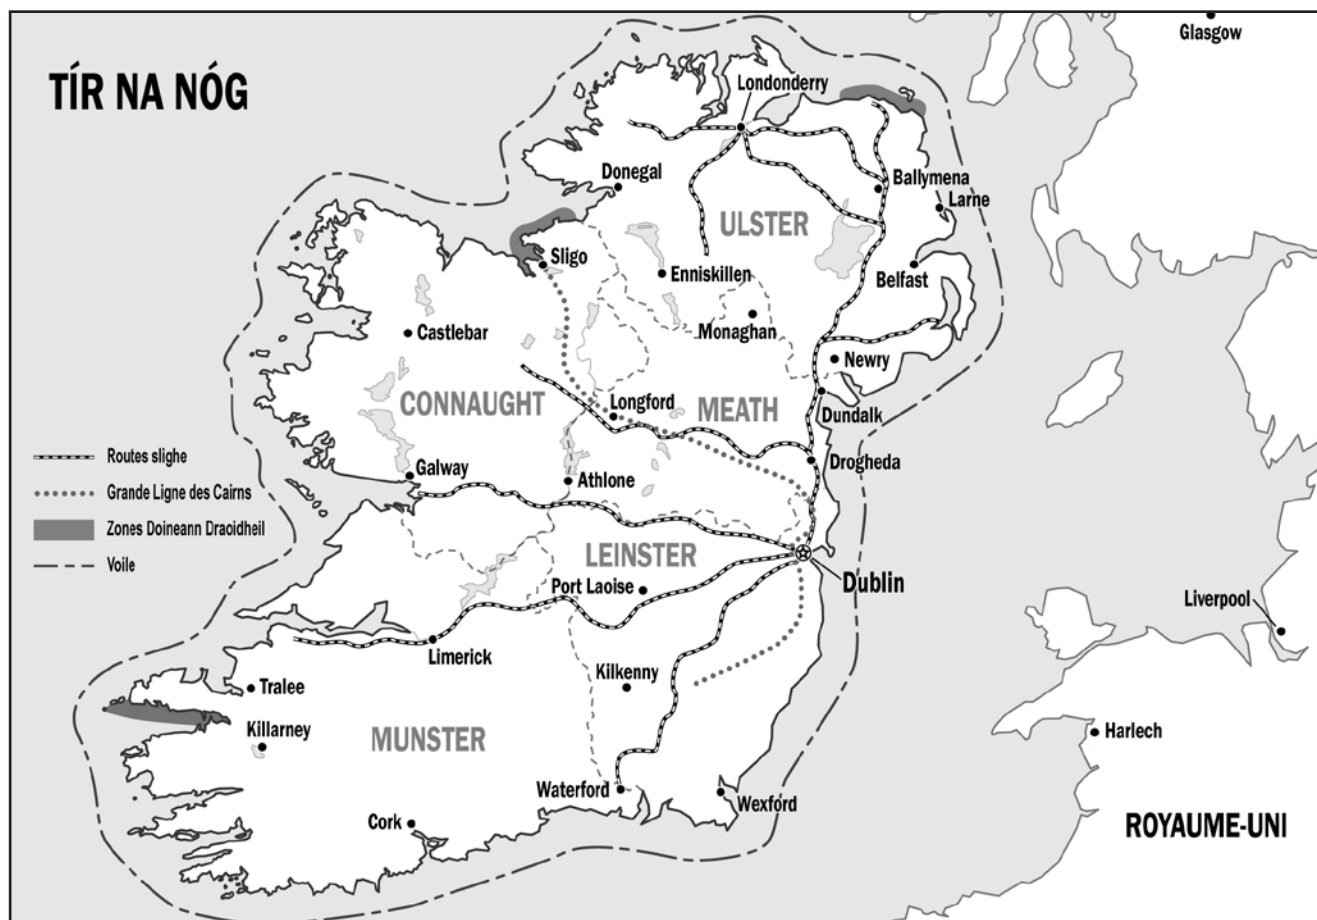 TÍR NA NÓG
Glasgow
Londonderry
Donegal
Ballymena
Larne
ULSTER
Sligo
Enniskillen
Belfast
Monaghan
Castlebar
Newry
CONNAUGHT
Longford
MEATH
Dundalk
Routes slighe
Galway
Drogheda
Athlone
Grande Ligne des Cairns
Zones Doineann Draoidheil
Voile
LEINSTER
Port Laoise
Dublin
Liverpool
Limerick
Kilkenny
Tralee
Killarney
MUNSTER
Harlech
Waterford
Wexford
Cork
ROYAUME-UNI